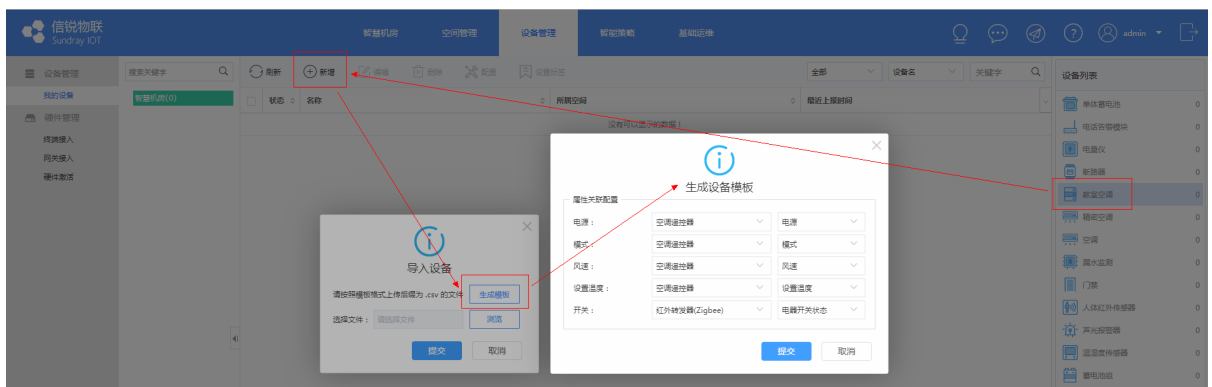 信锐物联
Sundray IOT
智慧机房 空间管理 设备管理 智能策略 基础运维
admin
设备管理
我的设备
硬件管理
终端接入
网关接入
硬件激活
搜索关键字
智慧机房(0)
刷新 新增 编辑 删除 配置 设置标签
全部 设备名 关键字
状态 名称 所属空间 最近上报时间
没有可以显示的数据!
导入设备
请按照模板格式上传后缀为 .csv 的文件 生成模板
选择文件: 请选择文件 浏览
提交 取消
生成设备模板
属性关联配置
电源: 空调遥控器 电源
模式: 空调遥控器 模式
风速: 空调遥控器 风速
设置温度: 空调遥控器 设置温度
开关: 红外转发器(Zigbee) 电器开关状态
提交 取消
设备列表
单体蓄电池 0
电话告警模块 0
电量仪 0
断路器 0
机室空调 0
精密空调 0
空调 0
漏水监测 0
门禁 0
人体红外传感器 0
声光报警器 0
温湿度传感器 0
蓄电池组 0